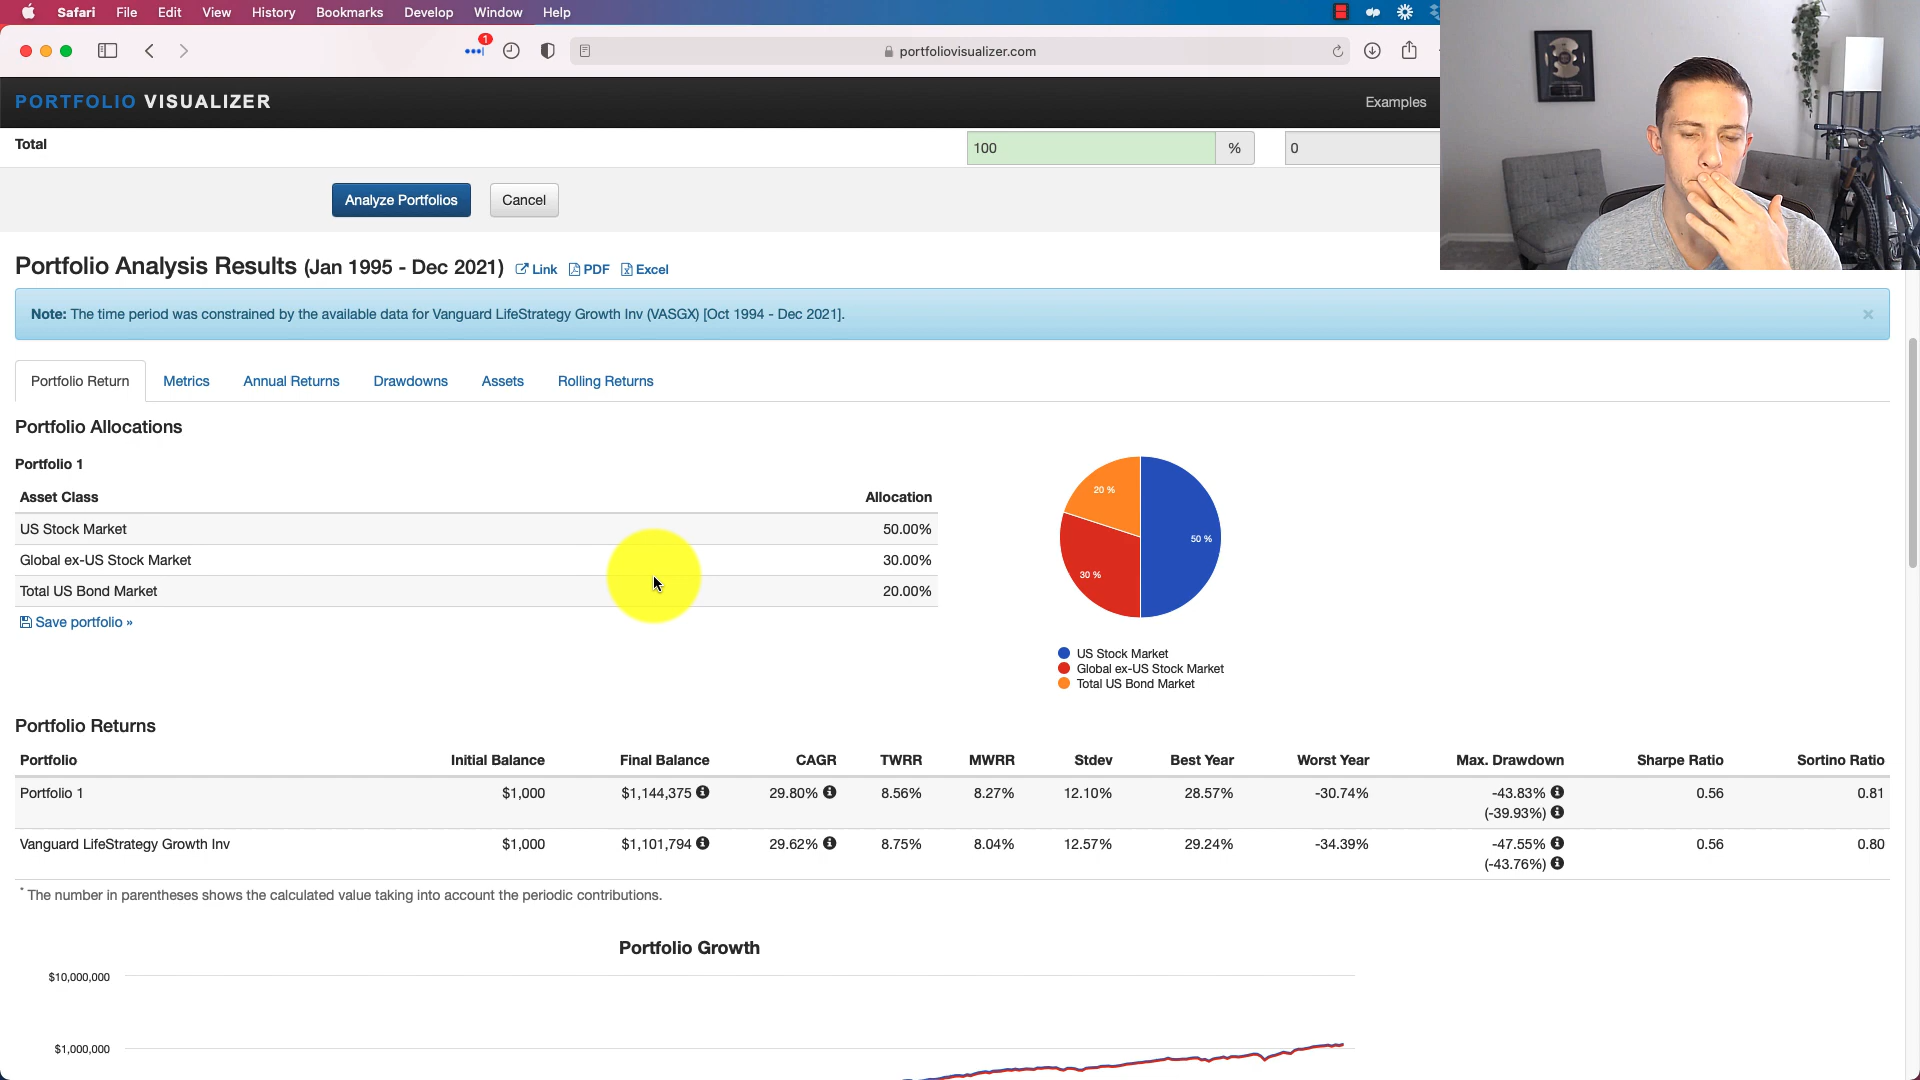 Safari File Edit View History Bookmarks Develop Window Help
1
portfoliovisualizer.com
PORTFOLIO VISUALIZER
Examples
Total
100 %
0
Analyze Portfolios
Cancel
Portfolio Analysis Results (Jan 1995 - Dec 2021) Link PDF Excel
Note: The time period was constrained by the available data for Vanguard LifeStrategy Growth Inv (VASGX) [Oct 1994 - Dec 2021].
×
Portfolio Return Metrics Annual Returns Drawdowns Assets Rolling Returns
Portfolio Allocations
Portfolio 1
Asset Class Allocation
US Stock Market 50.00%
Global ex-US Stock Market 30.00%
Total US Bond Market 20.00%
Save portfolio »
20 %
50 %
30 %
US Stock Market
Global ex-US Stock Market
Total US Bond Market
Portfolio Returns
Portfolio Initial Balance Final Balance CAGR TWRR MWRR Stdev Best Year Worst Year Max. Drawdown Sharpe Ratio Sortino Ratio
Portfolio 1 $1,000 $1,144,375 29.80% 8.56% 8.27% 12.10% 28.57% -30.74% -43.83% 0.56 0.81
(-39.93%)
Vanguard LifeStrategy Growth Inv $1,000 $1,101,794 29.62% 8.75% 8.04% 12.57% 29.24% -34.39% -47.55% 0.56 0.80
(-43.76%)
* The number in parentheses shows the calculated value taking into account the periodic contributions.
Portfolio Growth
$10,000,000
$1,000,000